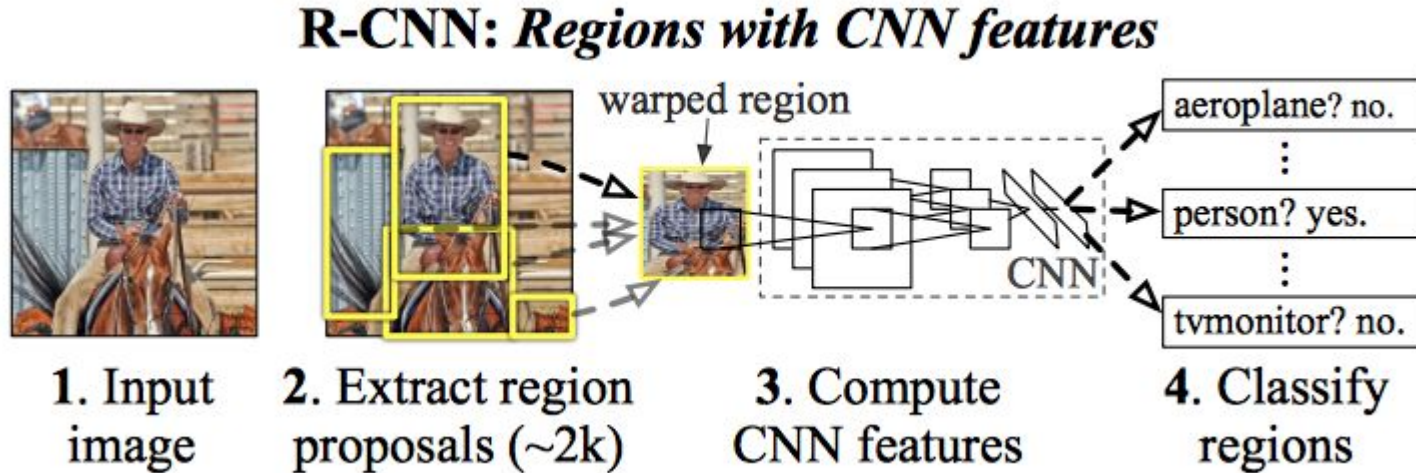 R-CNN: Regions with CNN features
warped region
aeroplane? no.
person? yes.
tvmonitor? no.
CNN
1. Input
image
2. Extract region
proposals (~2k)
3. Compute
CNN features
4. Classify
regions